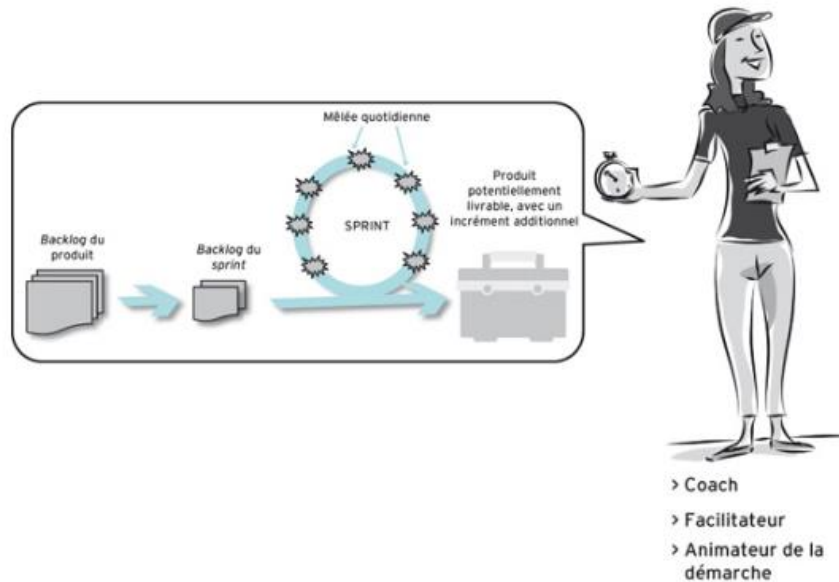 Mêlée quotidienne
Backlog du
produit
Backlog du
sprint
SPRINT
Produit
potentiellement
livrable, avec un
incrément additionnel
> Coach
> Facilitateur
> Animateur de la
démarche